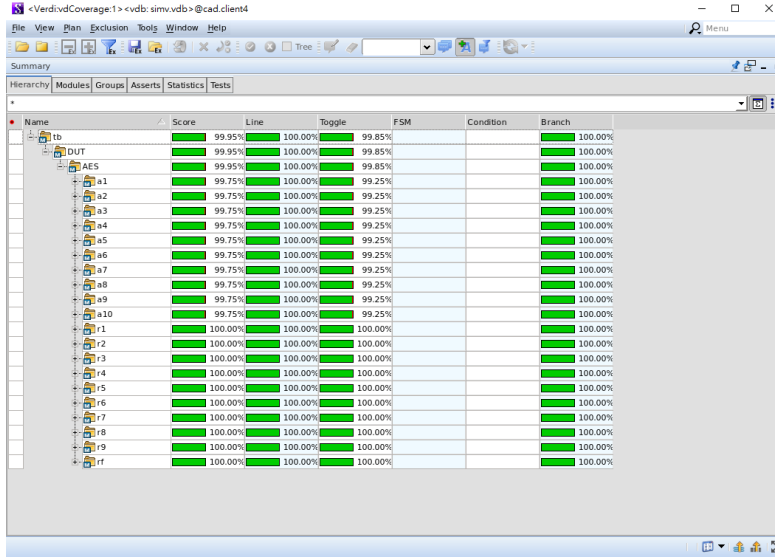 <Verdi:vdCoverage:1><vdb: simv.vdb>@cad.client4
File View Plan Exclusion Tools Window Help
Menu
Tree
Summary
Hierarchy Modules Groups Asserts Statistics Tests
*
Name Score Line Toggle FSM Condition Branch
tb 99.95% 100.00% 99.85% 100.00%
DUT 99.95% 100.00% 99.85% 100.00%
AES 99.95% 100.00% 99.85% 100.00%
a1 99.75% 100.00% 99.25% 100.00%
a2 99.75% 100.00% 99.25% 100.00%
a3 99.75% 100.00% 99.25% 100.00%
a4 99.75% 100.00% 99.25% 100.00%
a5 99.75% 100.00% 99.25% 100.00%
a6 99.75% 100.00% 99.25% 100.00%
a7 99.75% 100.00% 99.25% 100.00%
a8 99.75% 100.00% 99.25% 100.00%
a9 99.75% 100.00% 99.25% 100.00%
a10 99.75% 100.00% 99.25% 100.00%
r1 100.00% 100.00% 100.00% 100.00%
r2 100.00% 100.00% 100.00% 100.00%
r3 100.00% 100.00% 100.00% 100.00%
r4 100.00% 100.00% 100.00% 100.00%
r5 100.00% 100.00% 100.00% 100.00%
r6 100.00% 100.00% 100.00% 100.00%
r7 100.00% 100.00% 100.00% 100.00%
r8 100.00% 100.00% 100.00% 100.00%
r9 100.00% 100.00% 100.00% 100.00%
rf 100.00% 100.00% 100.00% 100.00%